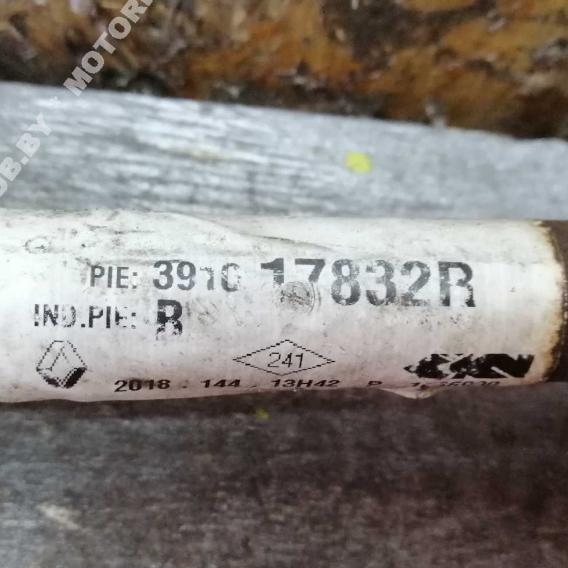 PIE: 3910 17832R
IND.PIE: B
241
2018 . 144 . 13H42 P